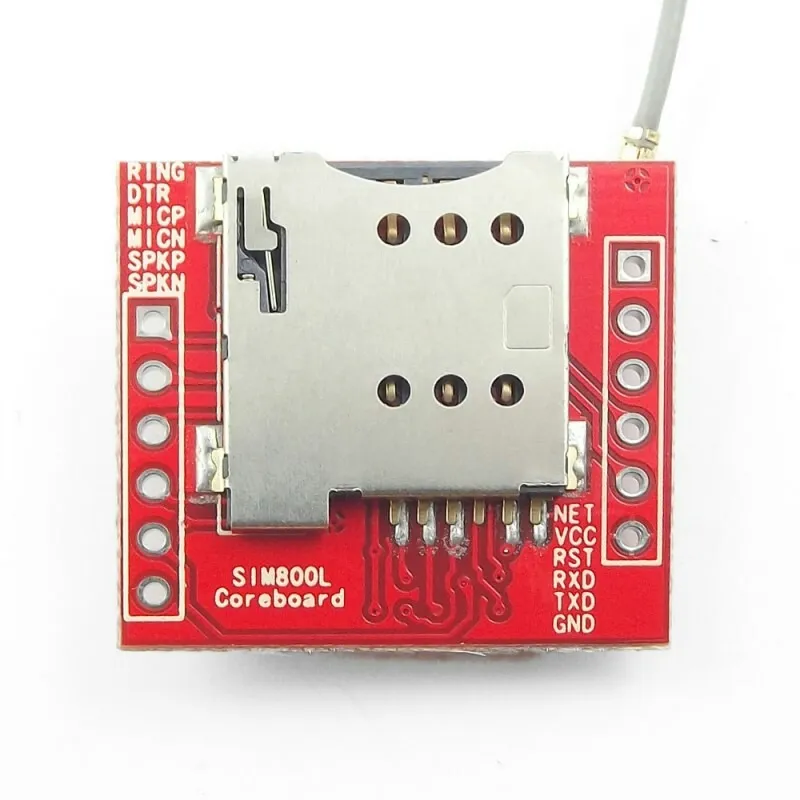 RING
DTR
MICP
MICN
SPKP
SPKN
NET
VCC
RST
RXD
TXD
GND
SIM800L
Coreboard